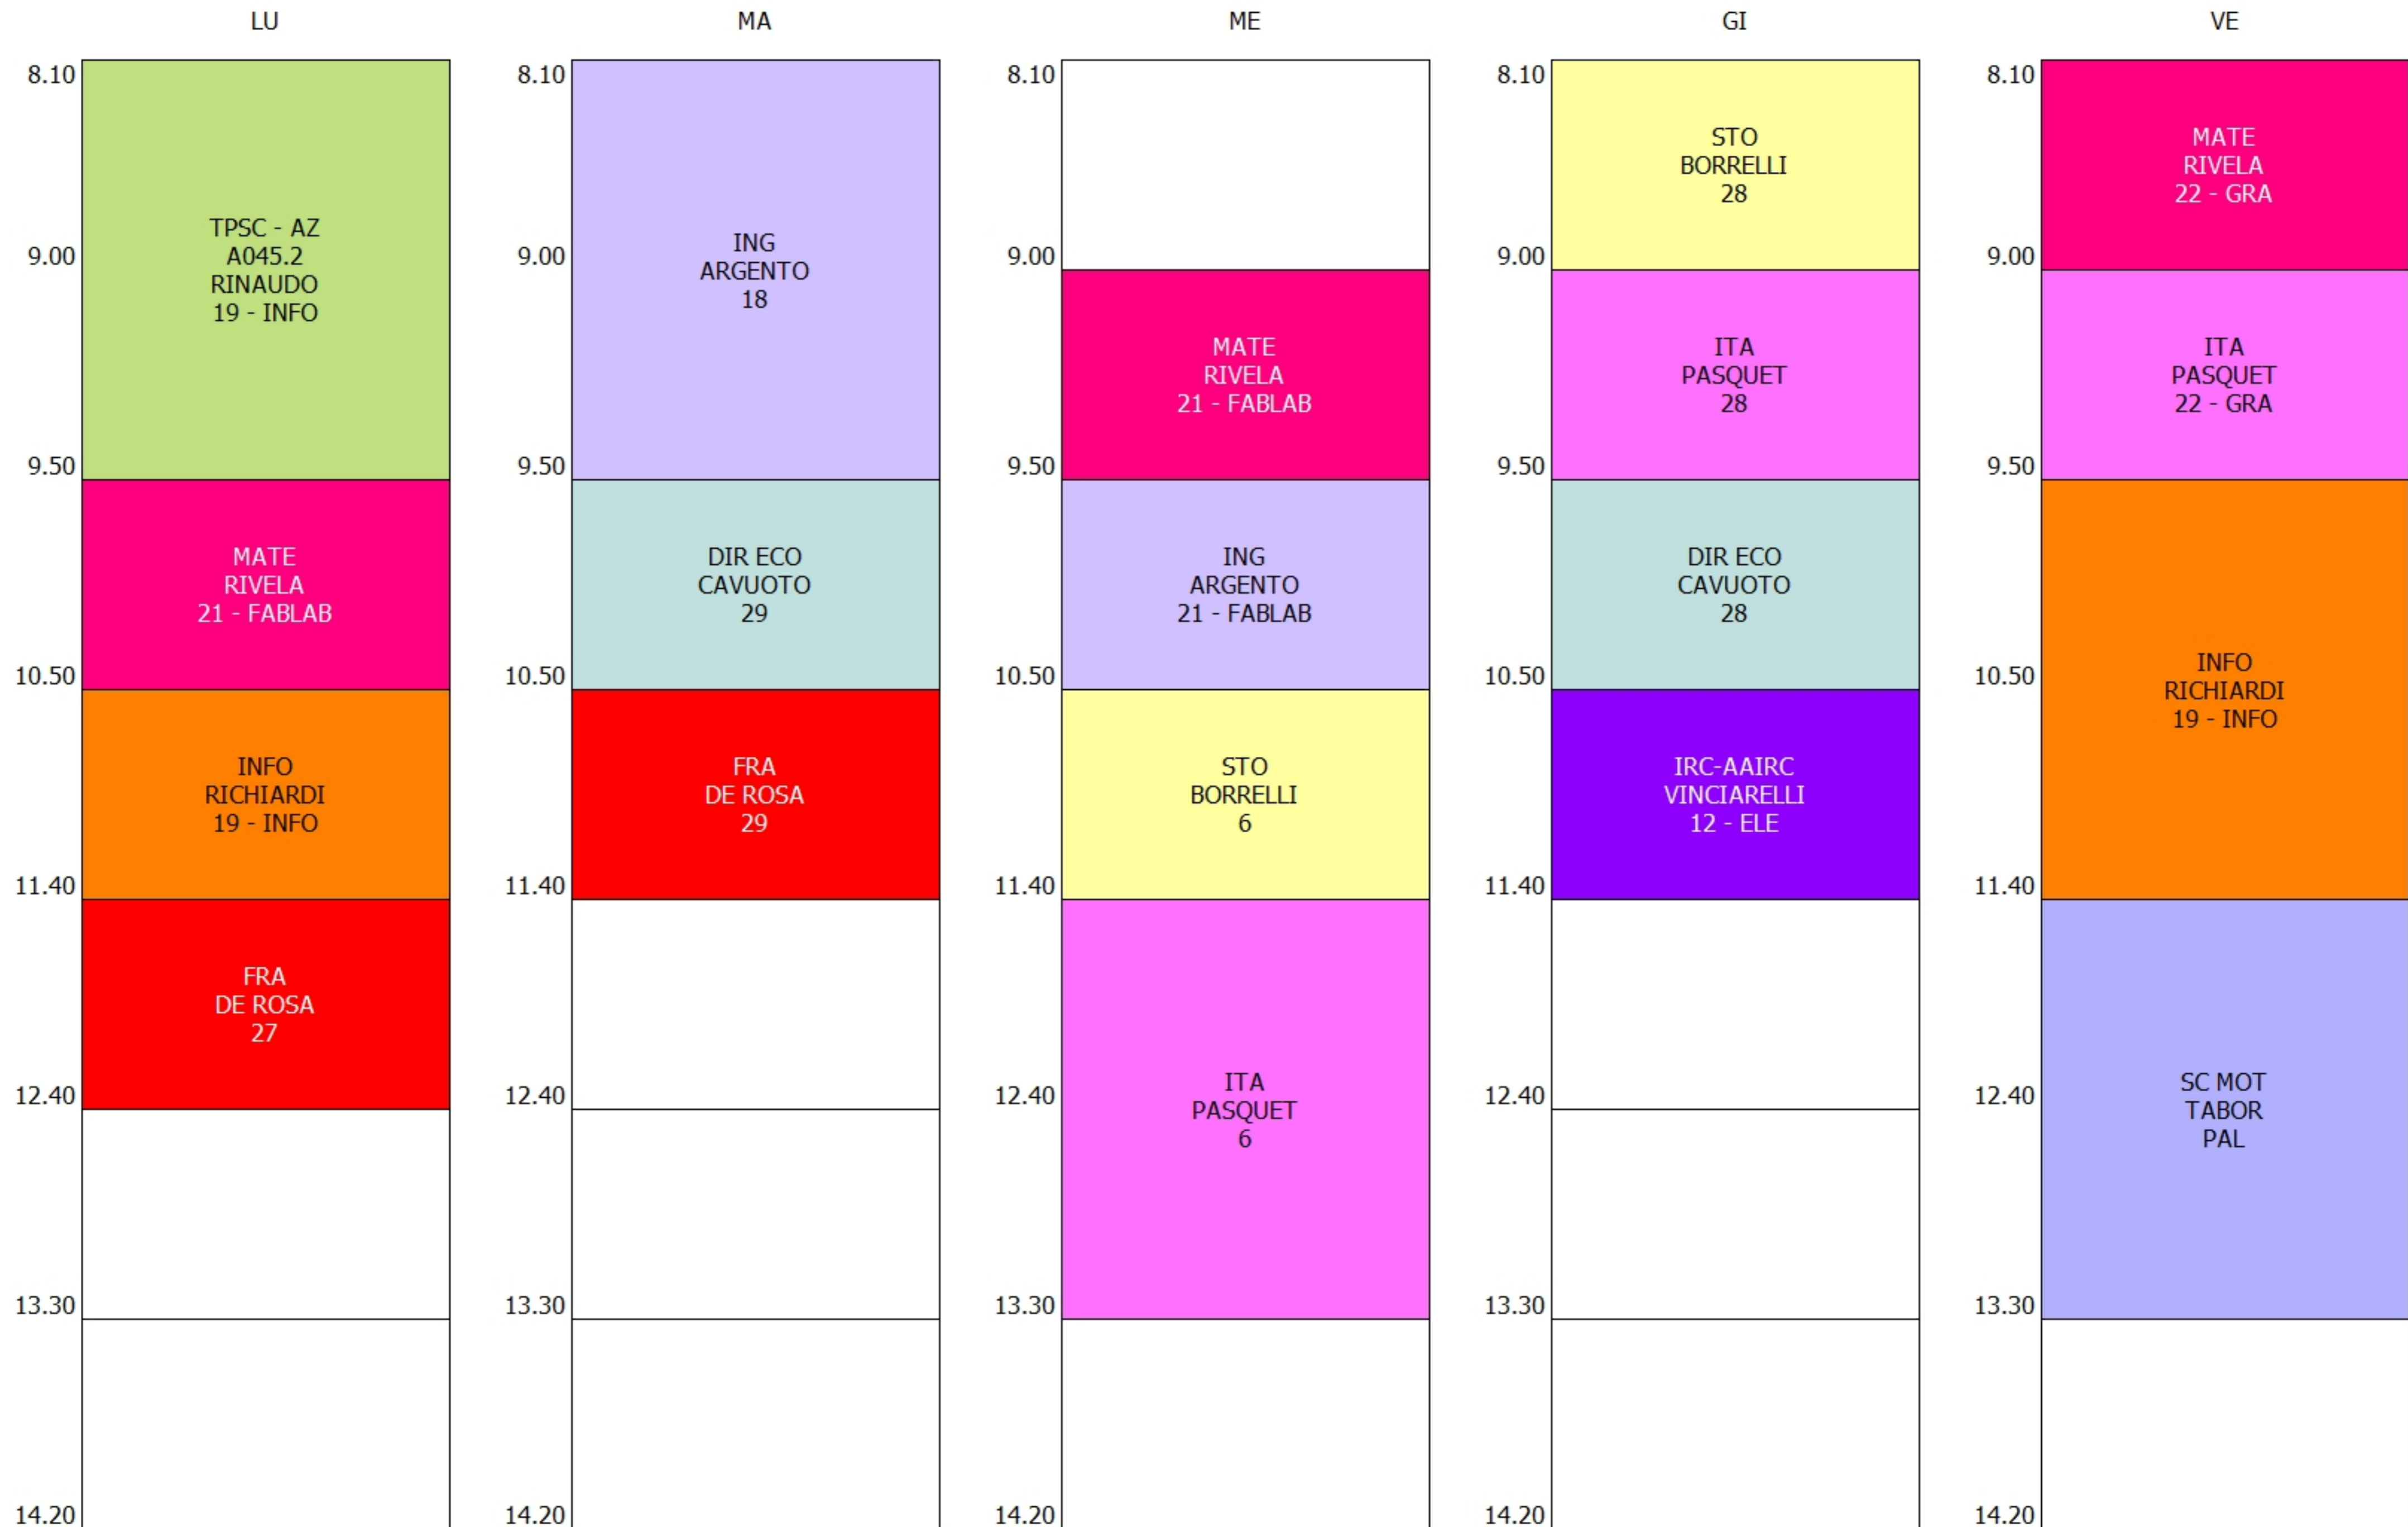 LU
MA
ME
GI
VE
8.10
TPSC - AZ
A045.2
RINAUDO
19 - INFO
9.00
9.50
MATE
RIVELA
21 - FABLAB
10.50
INFO
RICHIARDI
19 - INFO
11.40
FRA
DE ROSA
27
12.40
13.30
14.20
8.10
ING
ARGENTO
18
9.00
9.50
DIR ECO
CAVUOTO
29
10.50
FRA
DE ROSA
29
11.40
12.40
13.30
14.20
8.10
9.00
MATE
RIVELA
21 - FABLAB
9.50
ING
ARGENTO
21 - FABLAB
10.50
STO
BORRELLI
6
11.40
ITA
PASQUET
6
12.40
13.30
14.20
8.10
STO
BORRELLI
28
9.00
ITA
PASQUET
28
9.50
DIR ECO
CAVUOTO
28
10.50
IRC-AAIRC
VINCIARELLI
12 - ELE
11.40
12.40
13.30
14.20
8.10
MATE
RIVELA
22 - GRA
9.00
ITA
PASQUET
22 - GRA
9.50
INFO
RICHIARDI
19 - INFO
10.50
11.40
SC MOT
TABOR
PAL
12.40
13.30
14.20